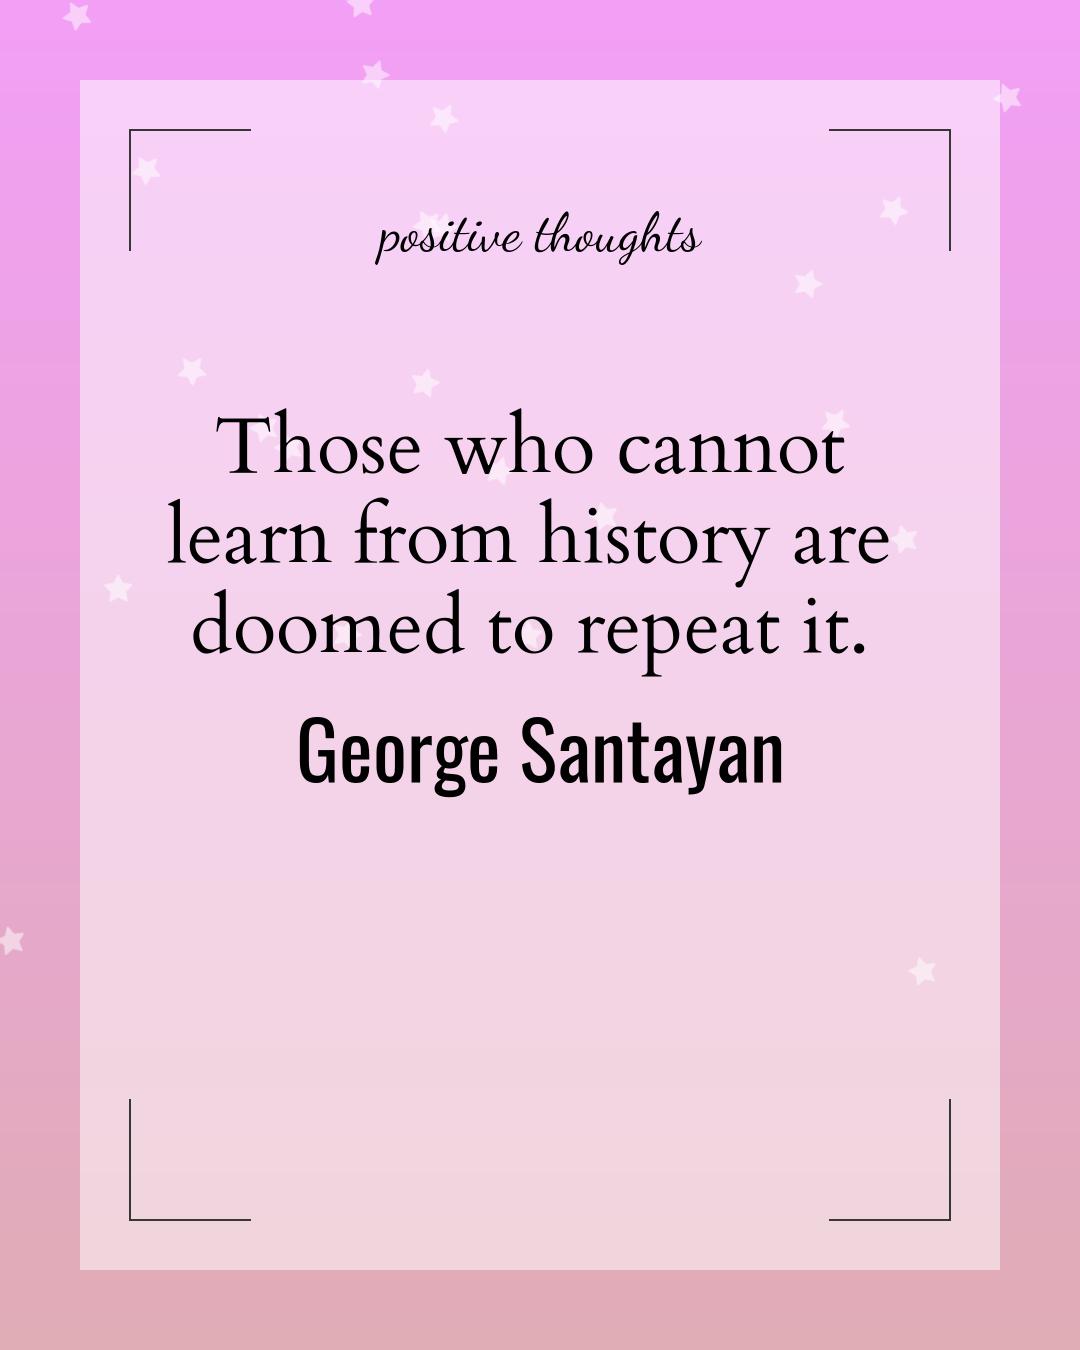 positive thoughts
Those who cannot
learn from history are
doomed to repeat it.
George Santayan